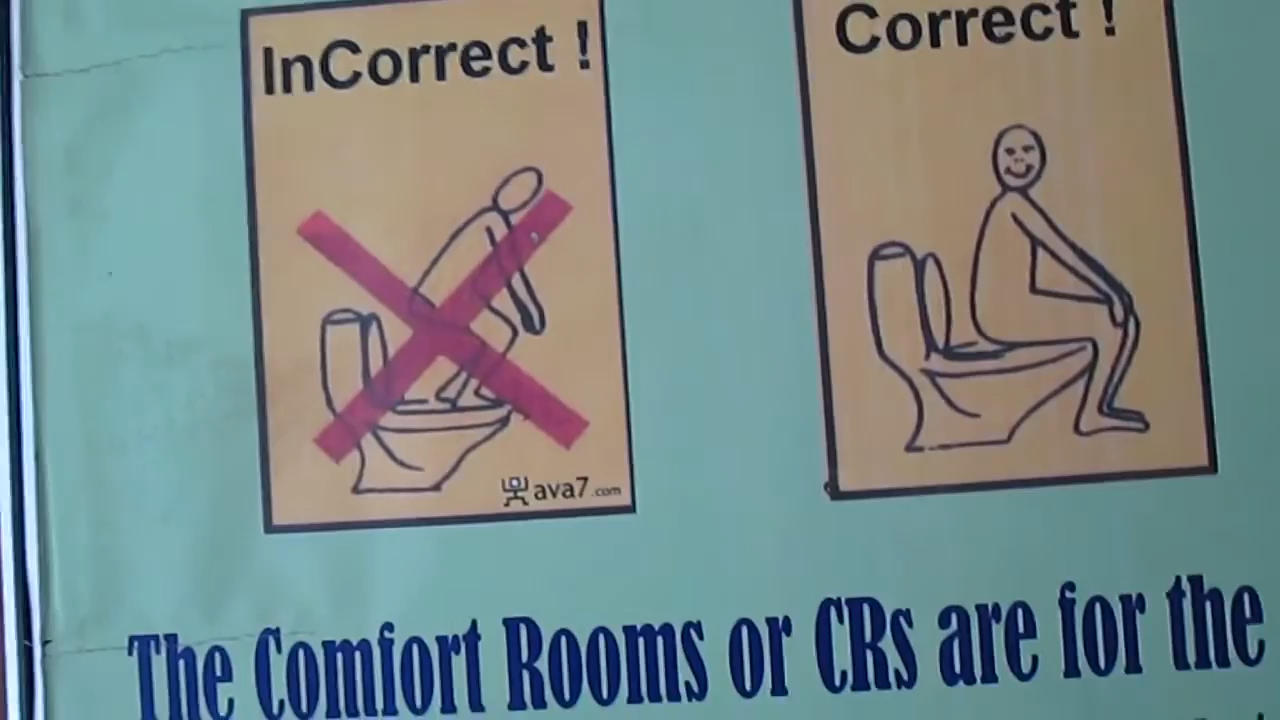 InCorrect !
Correct !
ava7.com
The Comfort Rooms or CRs are for the